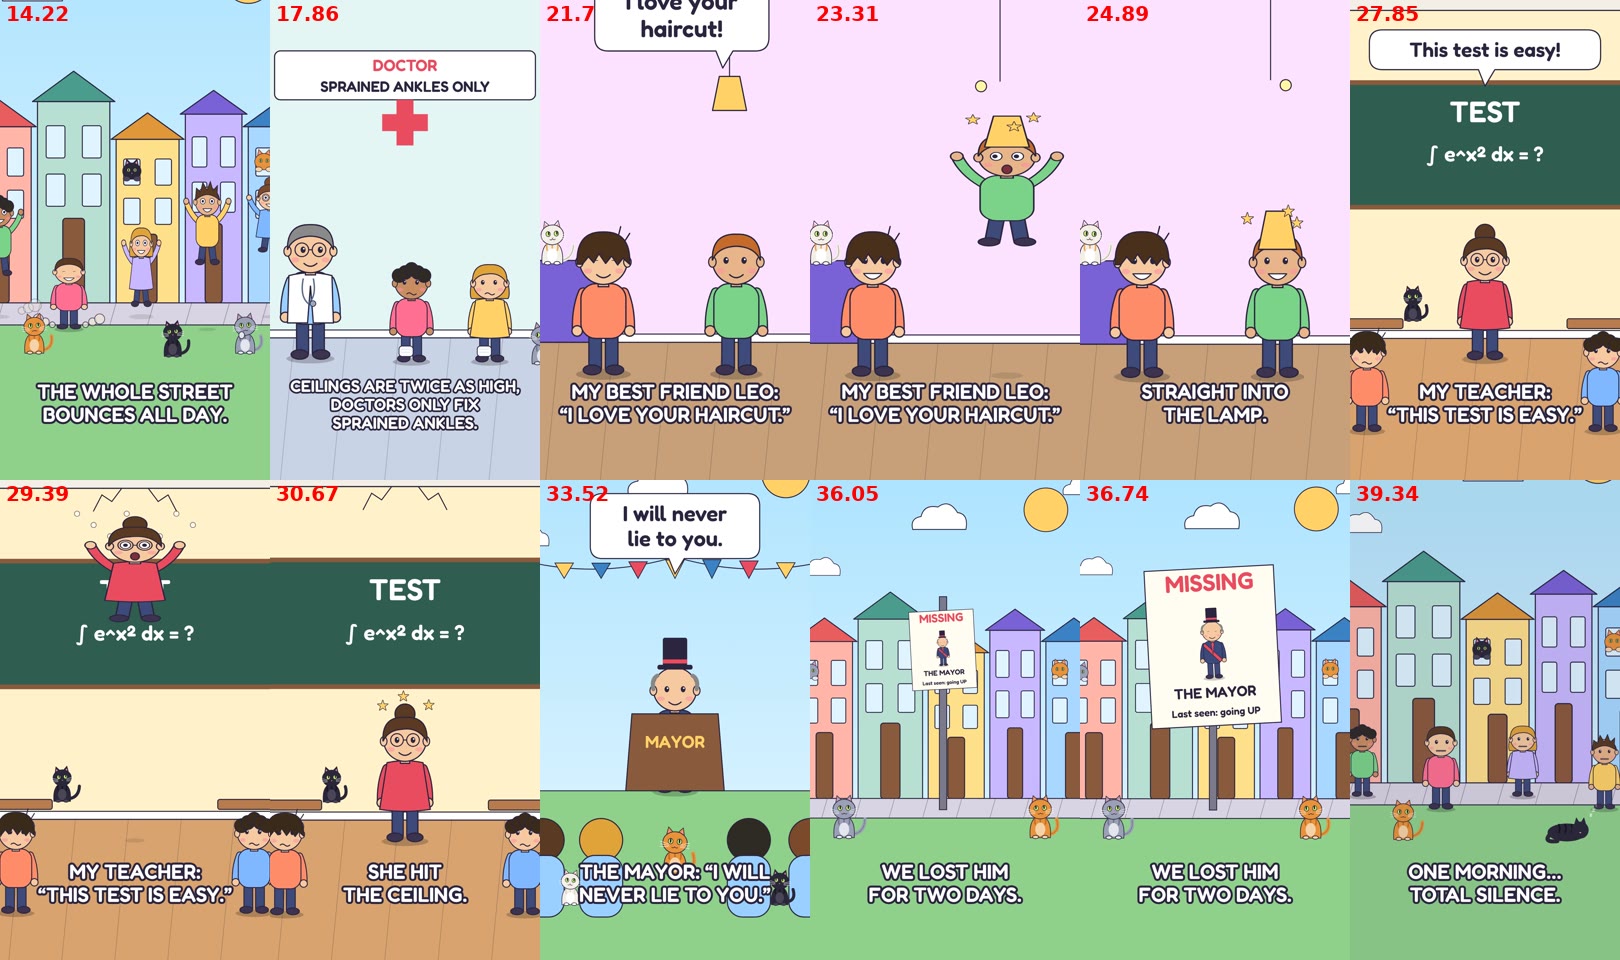 14.22
THE WHOLE STREET
BOUNCES ALL DAY.
17.86
DOCTOR
SPRAINED ANKLES ONLY
CEILINGS ARE TWICE AS HIGH,
DOCTORS ONLY FIX
SPRAINED ANKLES.
21.7
I love your
haircut!
MY BEST FRIEND LEO:
“I LOVE YOUR HAIRCUT.”
23.31
MY BEST FRIEND LEO:
“I LOVE YOUR HAIRCUT.”
24.89
STRAIGHT INTO
THE LAMP.
27.85
This test is easy!
TEST
∫ e^x² dx = ?
MY TEACHER:
“THIS TEST IS EASY.”
29.39
∫ e^x² dx = ?
MY TEACHER:
“THIS TEST IS EASY.”
30.67
TEST
∫ e^x² dx = ?
SHE HIT
THE CEILING.
33.52
I will never
lie to you.
MAYOR
THE MAYOR: “I WILL
NEVER LIE TO YOU.”
36.05
MISSING
THE MAYOR
Last seen: going UP
WE LOST HIM
FOR TWO DAYS.
36.74
MISSING
THE MAYOR
Last seen: going UP
WE LOST HIM
FOR TWO DAYS.
39.34
ONE MORNING...
TOTAL SILENCE.